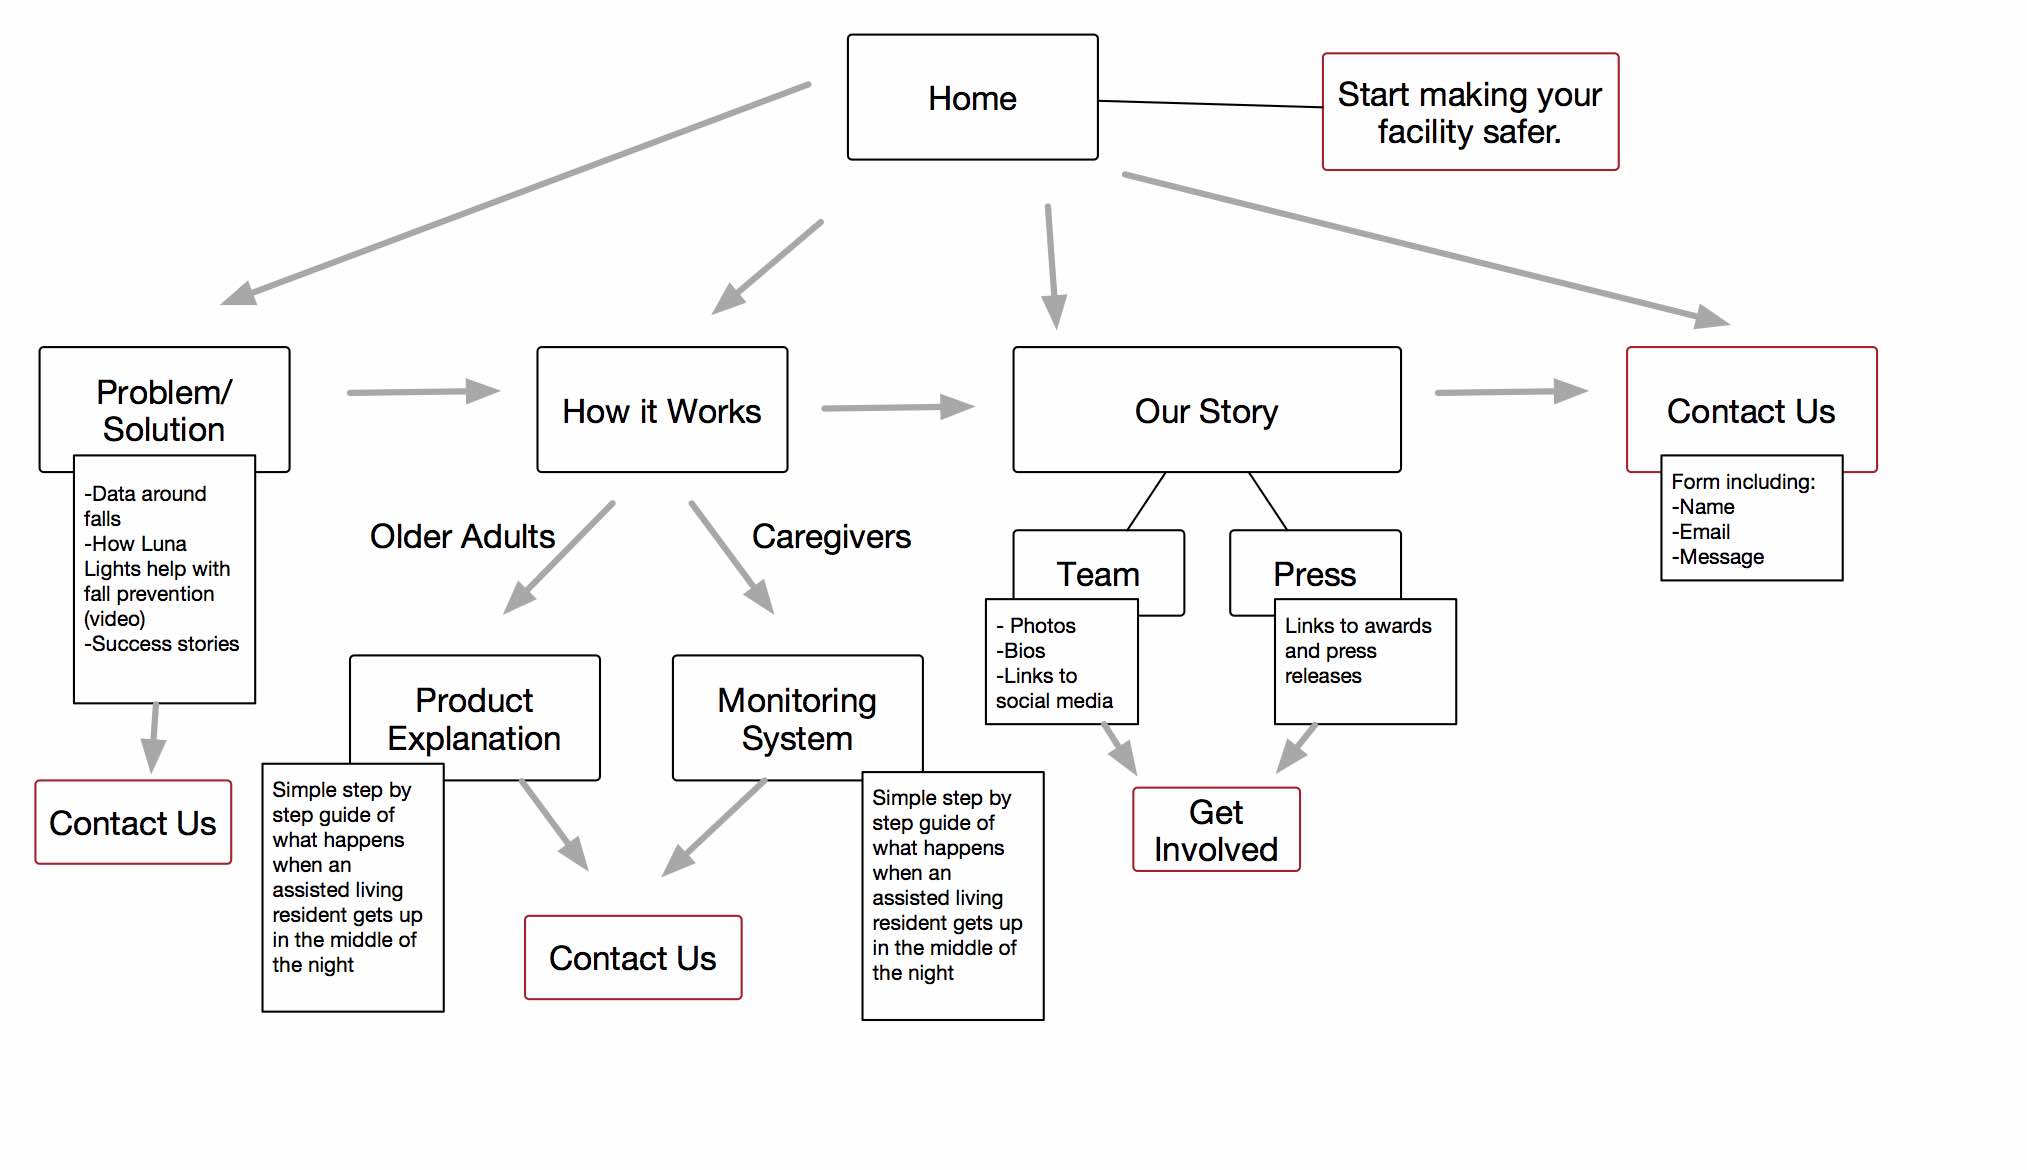 Home
Start making your
facility safer.
Problem/
Solution
How it Works
Our Story
Contact Us
-Data around
falls
-How Luna
Lights help with
fall prevention
(video)
-Success stories
Form including:
-Name
-Email
-Message
Older Adults
Caregivers
Team
Press
- Photos
-Bios
-Links to
social media
Links to awards
and press
releases
Product
Explanation
Monitoring
System
Contact Us
Simple step by
step guide of
what happens
when an
assisted living
resident gets up
in the middle of
the night
Simple step by
step guide of
what happens
when an
assisted living
resident gets up
in the middle of
the night
Get
Involved
Contact Us